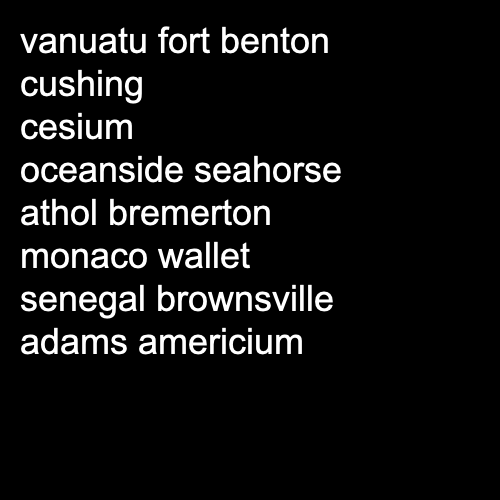 vanuatu fort benton
cushing
cesium
oceanside seahorse
athol bremerton
monaco wallet
senegal brownsville
adams americium